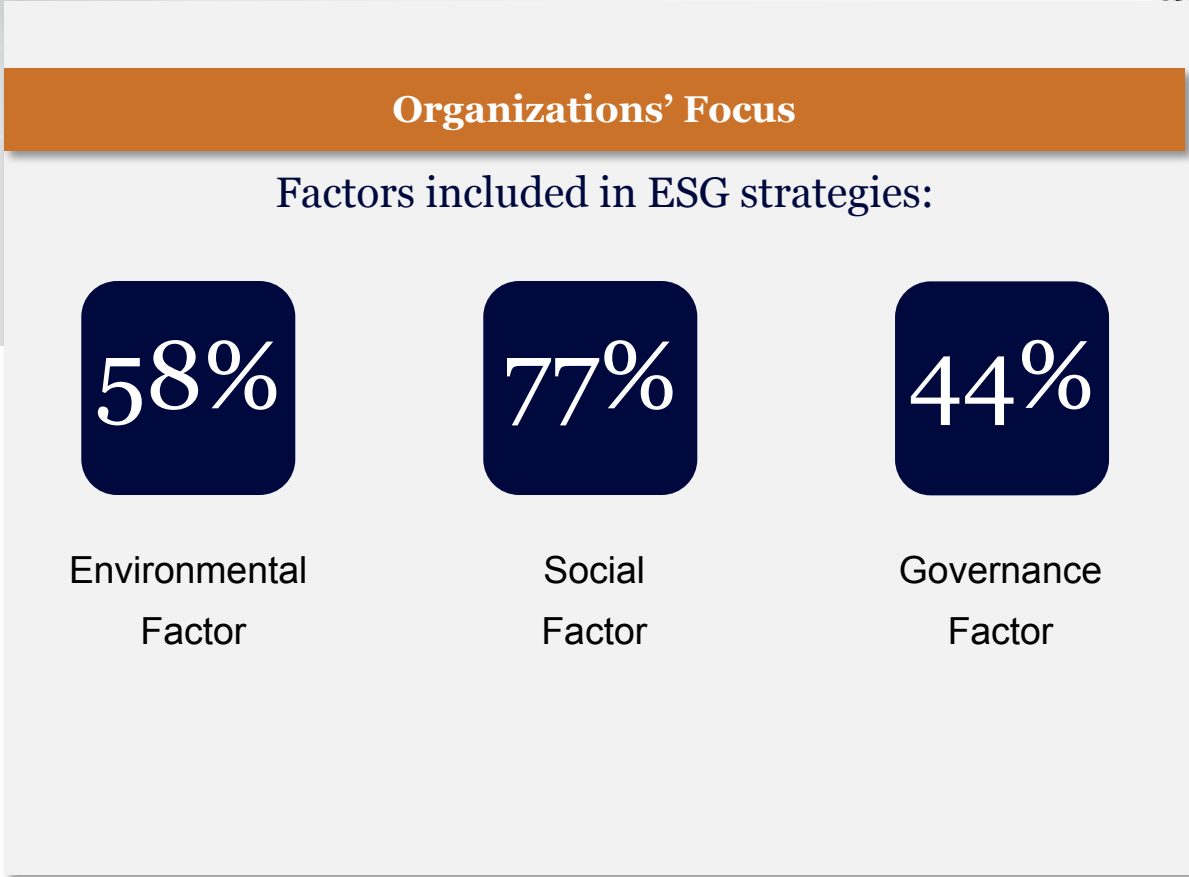 Organizations’ Focus
Factors included in ESG strategies:
58%
77%
44%
Environmental
Factor
Social
Factor
Governance
Factor